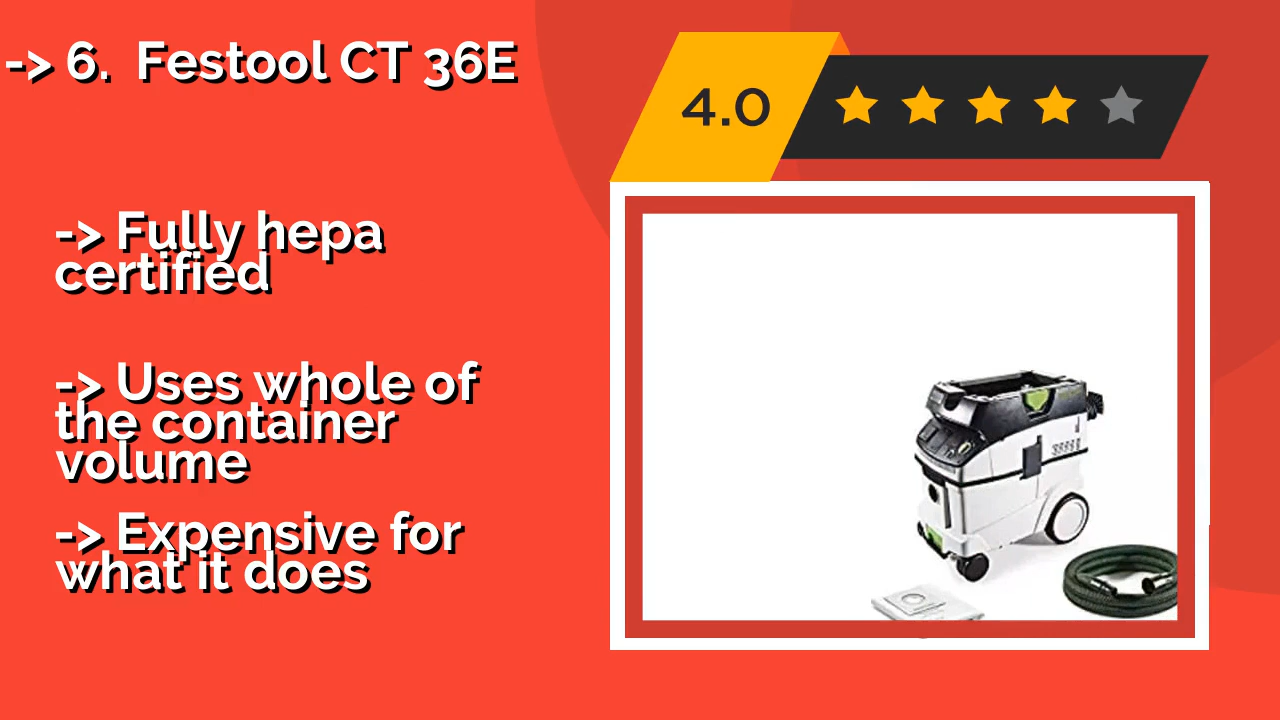 -> 6.  Festool CT 36E
4.0
-> Fully hepa
certified
-> Uses whole of
the container
volume
-> Expensive for
what it does